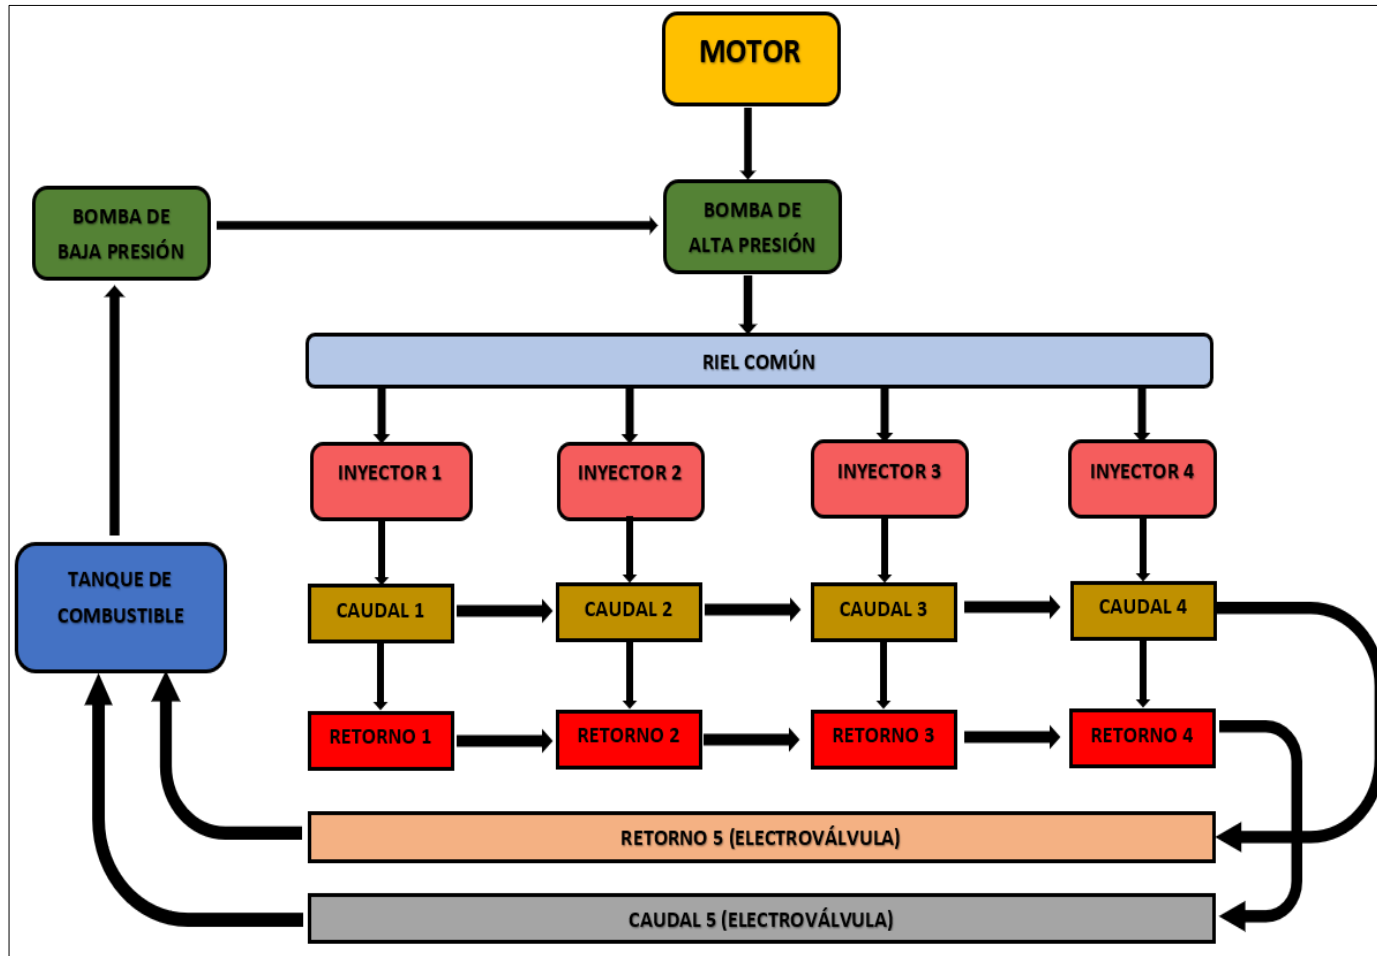 MOTOR
BOMBA DE
BAJA PRESIÓN
BOMBA DE
ALTA PRESIÓN
RIEL COMÚN
INYECTOR 1
INYECTOR 2
INYECTOR 3
INYECTOR 4
TANQUE DE
COMBUSTIBLE
CAUDAL 1
CAUDAL 2
CAUDAL 3
CAUDAL 4
RETORNO 1
RETORNO 2
RETORNO 3
RETORNO 4
RETORNO 5 (ELECTROVÁLVULA)
CAUDAL 5 (ELECTROVÁLVULA)